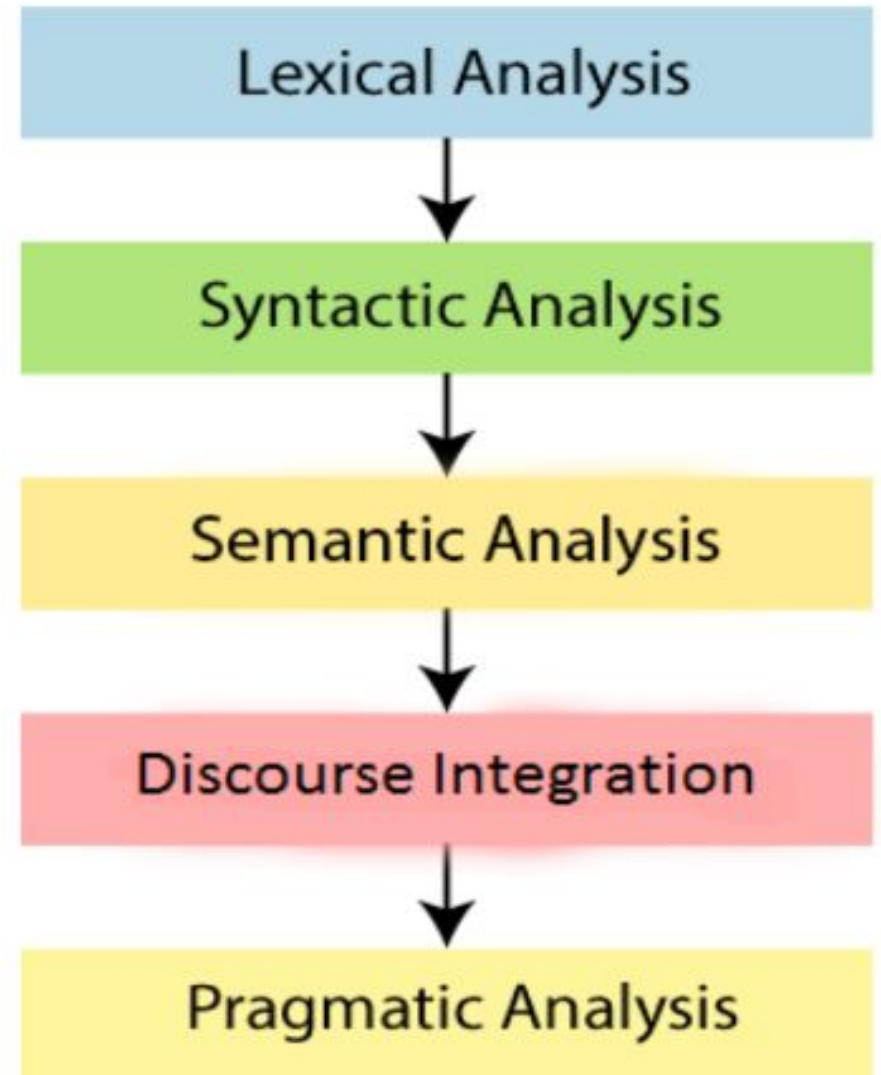 Lexical Analysis
Syntactic Analysis
Semantic Analysis
Discourse Integration
Pragmatic Analysis